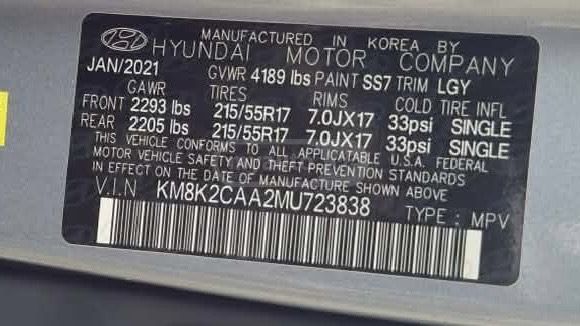 MANUFACTURED IN KOREA BY
HYUNDAI MOTOR COMPANY
JAN/2021 GVWR 4189 lbs PAINT SS7 TRIM LGY
GAWR TIRES RIMS COLD TIRE INFL
FRONT 2293 lbs 215/55R17 7.0JX17 33psi SINGLE
REAR 2205 lbs 215/55R17 7.0JX17 33psi SINGLE
THIS VEHICLE CONFORMS TO ALL APPLICABLE U.S.A. FEDERAL
MOTOR VEHICLE SAFETY AND THEFT PREVENTION STANDARDS
IN EFFECT ON THE DATE OF MANUFACTURE SHOWN ABOVE.
V.I.N KM8K2CAA2MU723838
TYPE : MPV